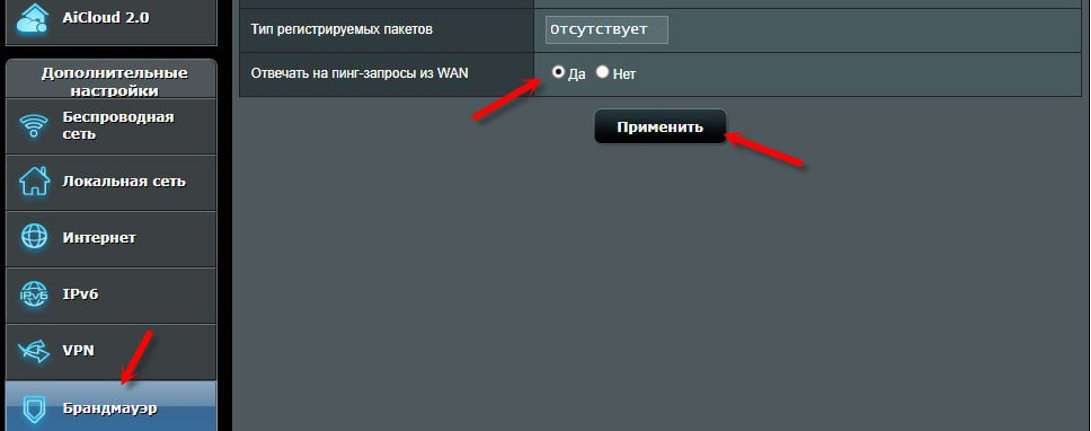 AiCloud 2.0
Дополнительные
настройки
Беспроводная
сеть
Локальная сеть
Интернет
IPv6
IPv6
VPN
Брандмауэр
Тип регистрируемых пакетов
Отсутствует
Отвечать на пинг-запросы из WAN
Да Нет
Применить